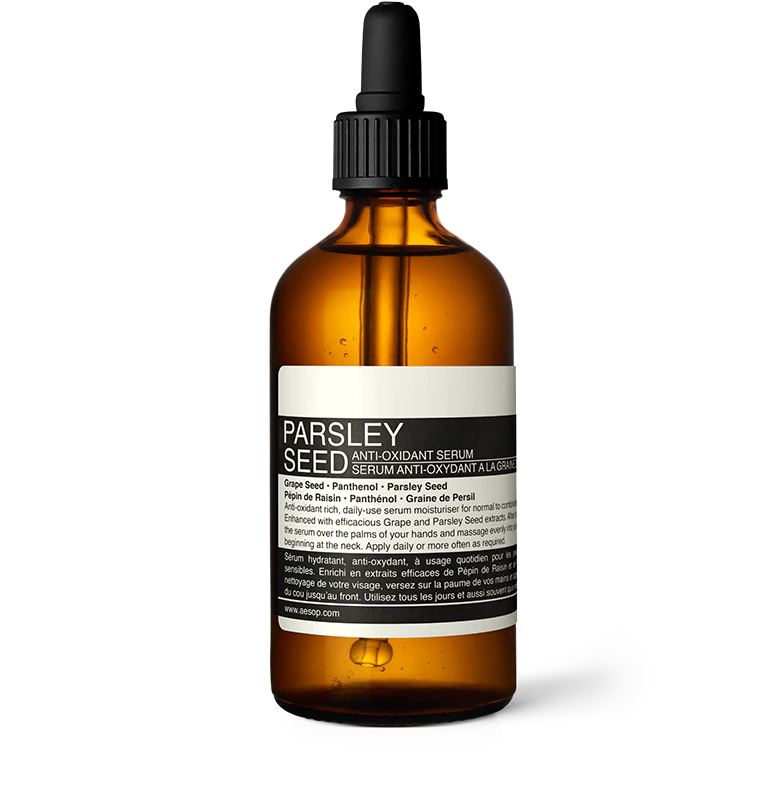 PARSLEY
SEED ANTI-OXIDANT SERUM
SERUM ANTI-OXYDANT A LA GRAINE
Grape Seed · Panthenol · Parsley Seed
Pépin de Raisin · Panthénol · Graine de Persil
Anti-oxidant rich, daily-use serum moisturiser for normal to
Enhanced with efficacious Grape and Parsley Seed extracts.
the serum over the palms of your hands and massage evenly
beginning at the neck. Apply daily or more often as required.
Sérum hydratant, anti-oxydant, à usage quotidien pour les
sensibles. Enrichi en extraits efficaces de Pépin de Raisin et
nettoyage de votre visage, versez sur la paume de vos mains et
du cou jusqu'au front. Utilisez tous les jours et aussi souvent
www.aesop.com